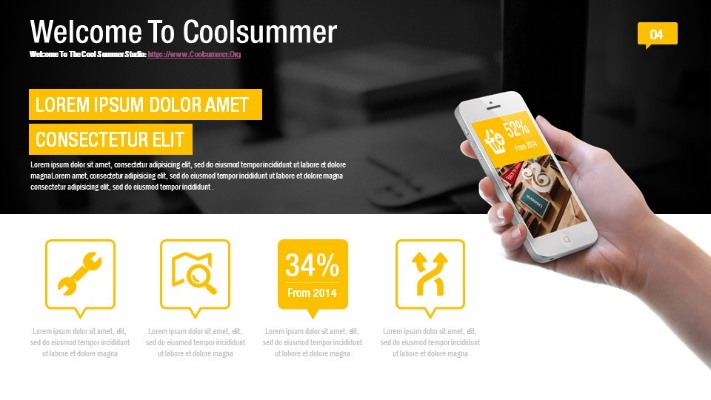 Welcome To Coolsummer
Welcome To The Cool Summer Studio: https://www.Coolsummer.Org
04
LOREM IPSUM DOLOR AMET
CONSECTETUR ELIT
Lorem ipsum dolor sit amet, consectetur adipisicing elit, sed do eiusmod tempor incididunt ut labore et dolore
magnaLorem amet, consectetur adipisicing elit, sed do eiusmod tempor incididunt ut labore et dolore magna
consectetur adipisicing elit, sed do eiusmod tempor incididunt .
52%
From 2014
34%
From 2014
Lorem ipsum dolor sit amet, elit,
sed do eiusmod tempor incididunt
ut labore et dolore magna
Lorem ipsum dolor sit amet, elit,
sed do eiusmod tempor incididunt
ut labore et dolore magna
Lorem ipsum dolor sit amet, elit,
sed do eiusmod tempor incididunt
ut labore et dolore magna
Lorem ipsum dolor sit amet, elit,
sed do eiusmod tempor incididunt
ut labore et dolore magna